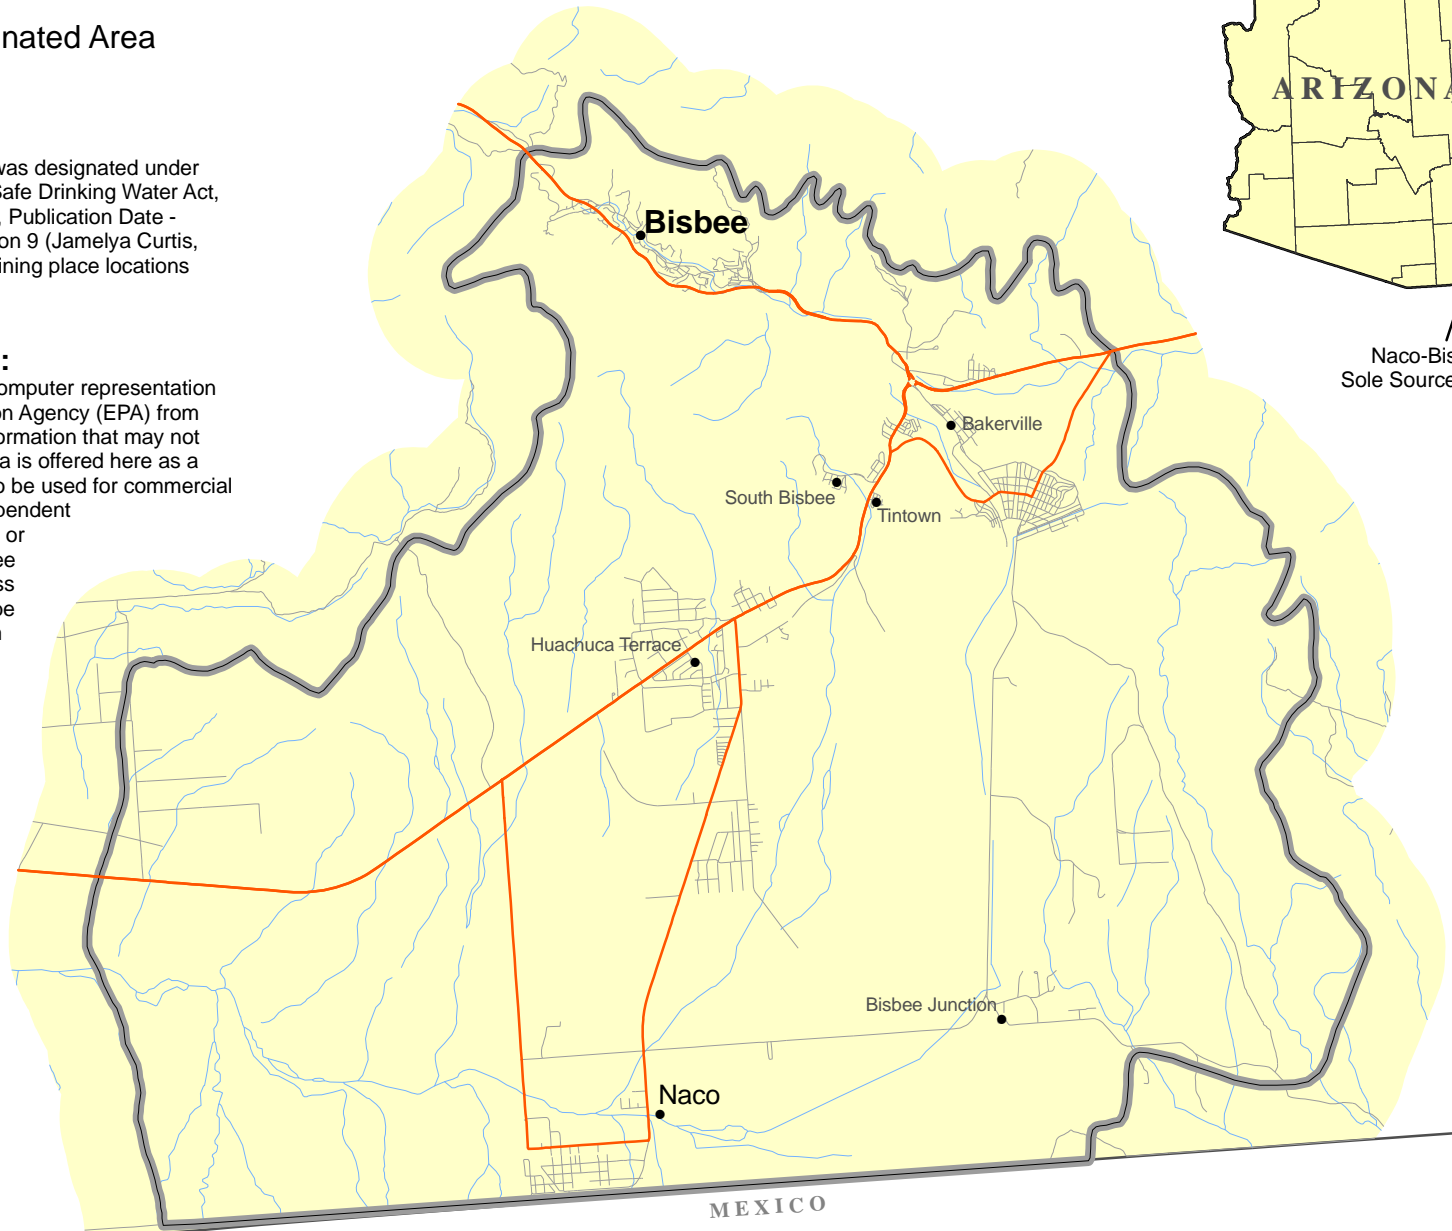 nated Area
was designated under
Safe Drinking Water Act,
, Publication Date -
on 9 (Jamelya Curtis,
ining place locations
:
omputer representation
on Agency (EPA) from
ormation that may not
a is offered here as a
o be used for commercial
pendent
or
ee
ss
be
n
ARIZONA
Naco-Bis
Sole Source
Bisbee
Bakerville
South Bisbee
Tintown
Huachuca Terrace
Bisbee Junction
Naco
MEXICO